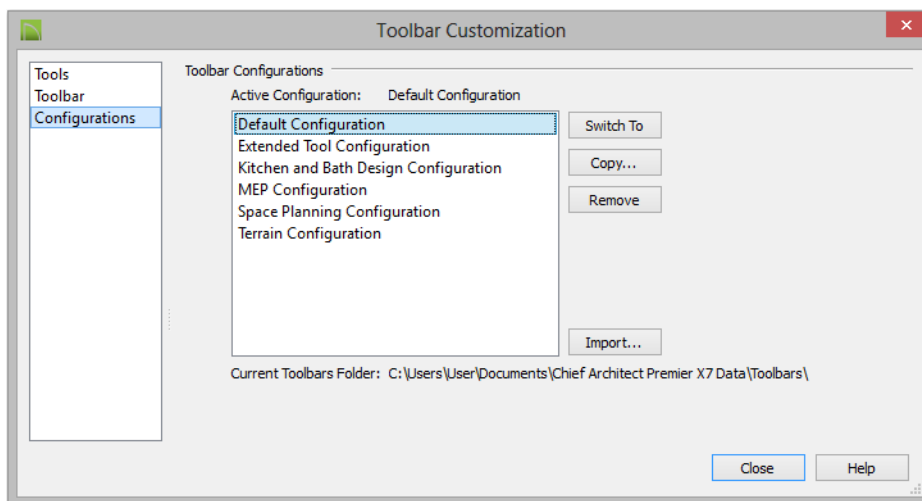 Toolbar Customization
Tools
Toolbar
Configurations
Toolbar Configurations
Active Configuration: Default Configuration
Default Configuration
Extended Tool Configuration
Kitchen and Bath Design Configuration
MEP Configuration
Space Planning Configuration
Terrain Configuration
Switch To
Copy...
Remove
Import...
Current Toolbars Folder: C:\Users\User\Documents\Chief Architect Premier X7 Data\Toolbars\
Close
Help